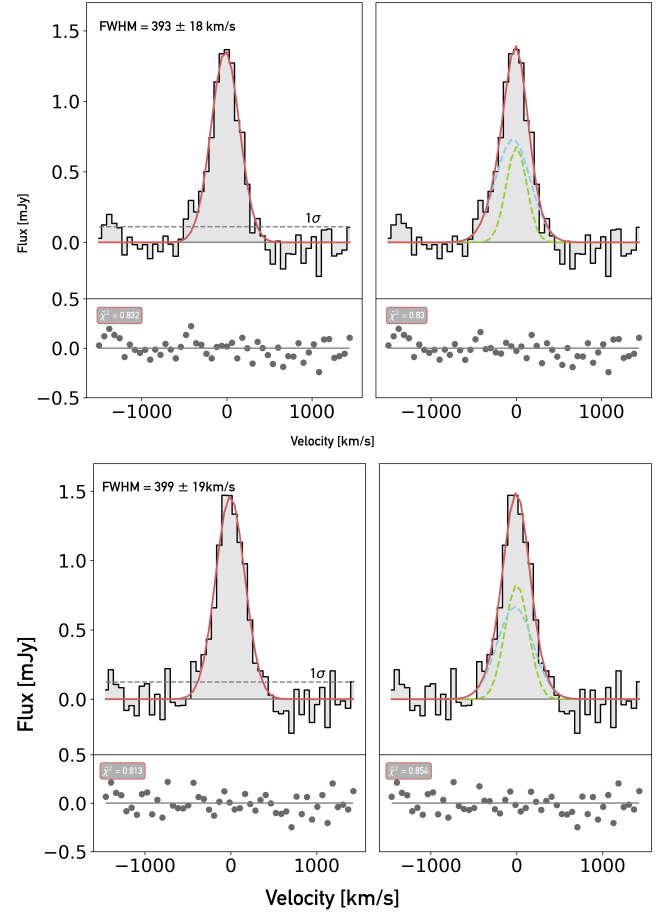 FWHM = 393 ± 18 km/s
1.5
1.0
0.5
0.0
Flux [mJy]
1σ
0.5
0.0
−0.5
χ̃² = 0.832
χ̃² = 0.83
−1000 0 1000
−1000 0 1000
Velocity [km/s]
FWHM = 399 ± 19km/s
1.5
1.0
0.5
0.0
Flux [mJy]
1σ
0.5
0.0
−0.5
χ̃² = 0.813
χ̃² = 0.854
−1000 0 1000
−1000 0 1000
Velocity [km/s]